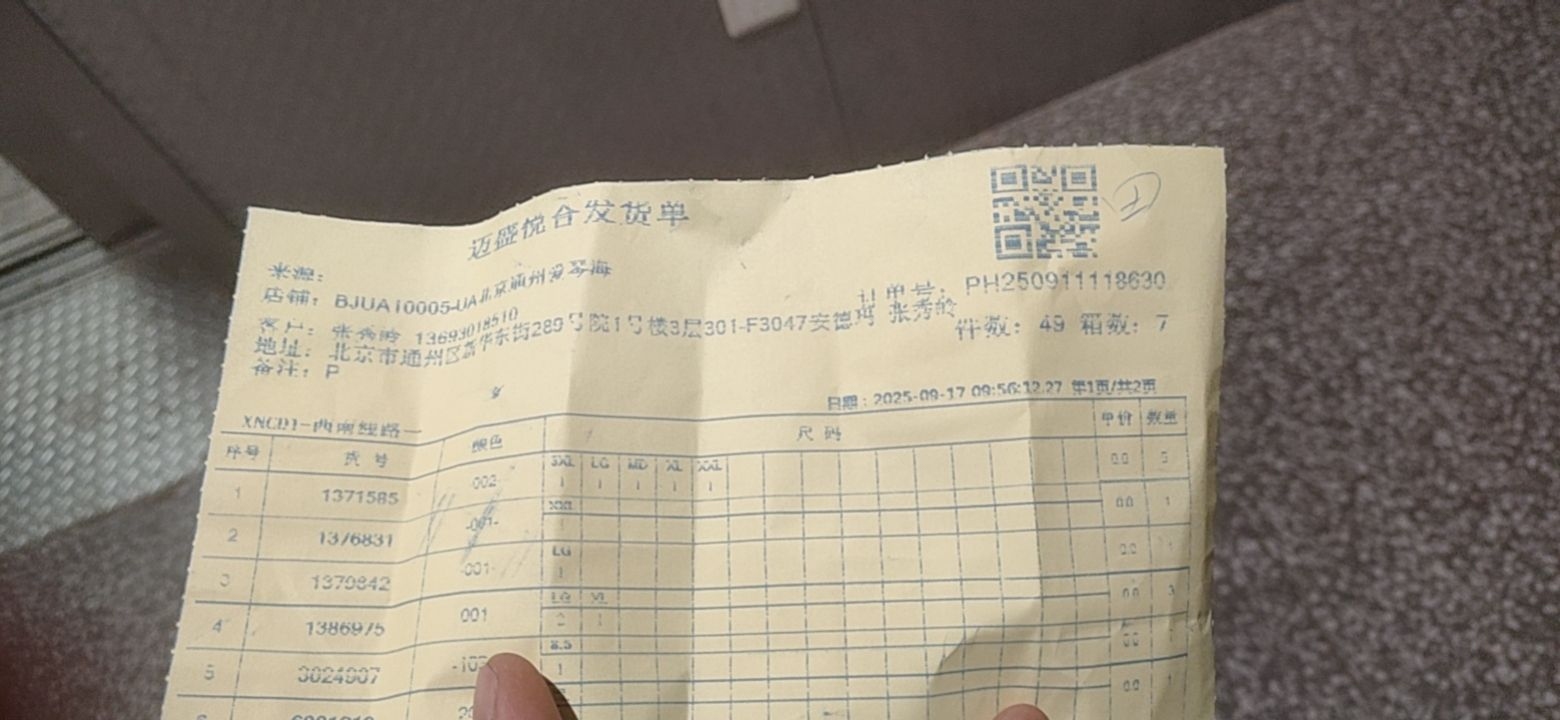 迈盛悦合发货单
来源:
店铺: BJUA10005-UA北京通州爱琴海
订单号: PH250911118630
客户: 张秀龄 13693018510
件数: 49 箱数: 7
地址: 北京市通州区新华东街289号院1号楼3层301-F3047安德玛 张秀龄
备注: P
日期:2025-09-17 09:56:12.27 第1页/共2页
XNCD1-西南线路一
序号 货号 颜色 尺码 单价 数量
3XL LG MD XL XXL
1 1371585 -002- 1 1 1 1 1 0.0 5
XXL
2 1376831 -001- 1 0.0 1
LG
3 1379842 -001- 1 0.0 1
LG XL
4 1386975 001 2 1 0.0 3
8.5
5 3024907 1 0.0 1
6